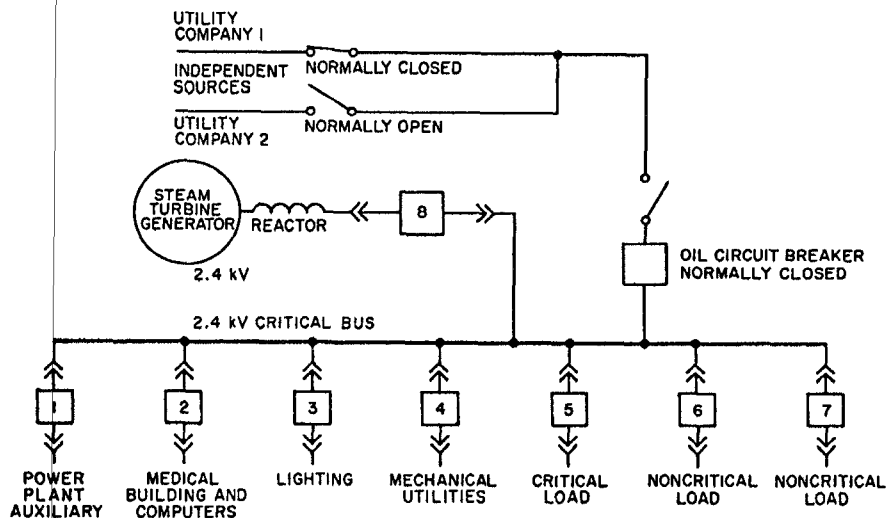 UTILITY
COMPANY 1
NORMALLY CLOSED
INDEPENDENT
SOURCES
UTILITY
COMPANY 2
NORMALLY OPEN
STEAM
TURBINE
GENERATOR
REACTOR
8
2.4 kV
OIL CIRCUIT BREAKER
NORMALLY CLOSED
2.4 kV CRITICAL BUS
1
2
3
4
5
6
7
POWER
PLANT
AUXILIARY
MEDICAL
BUILDING AND
COMPUTERS
LIGHTING
MECHANICAL
UTILITIES
CRITICAL
LOAD
NONCRITICAL
LOAD
NONCRITICAL
LOAD